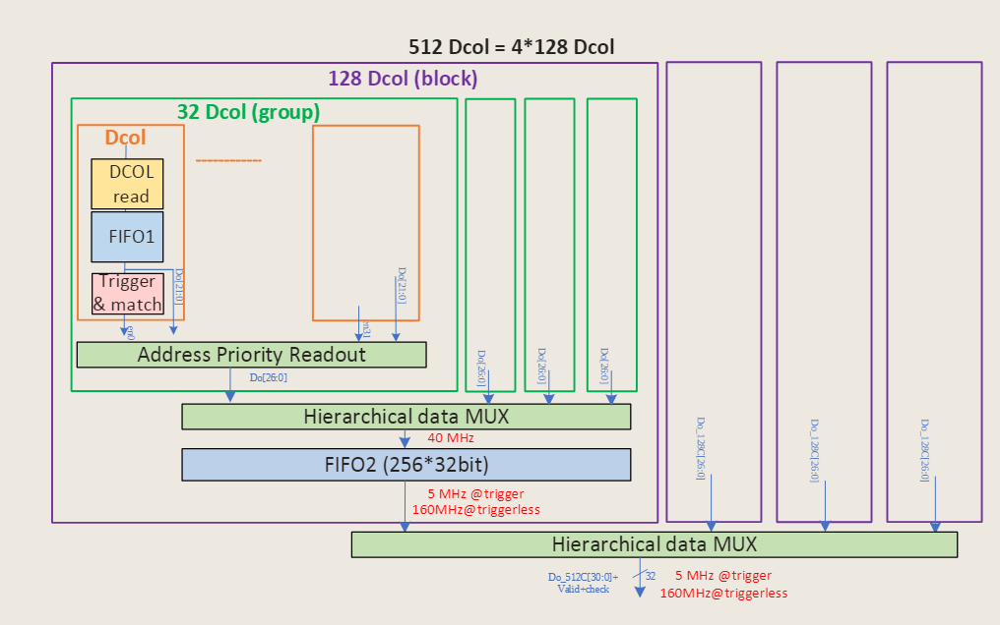 512 Dcol = 4*128 Dcol
128 Dcol (block)
32 Dcol (group)
Dcol
DCOL
read
FIFO1
Trigger
& match
Do[21:0]
en0
Do[21:0]
en31
Address Priority Readout
Do[26:0]
Do[26:0]
Do[26:0]
Do[26:0]
Hierarchical data MUX
40 MHz
FIFO2 (256*32bit)
5 MHz @trigger
160MHz@triggerless
Do_128C[26:0]
Do_128C[26:0]
Do_128C[26:0]
Hierarchical data MUX
Do_512C[30:0]+
Valid+check
32
5 MHz @trigger
160MHz@triggerless